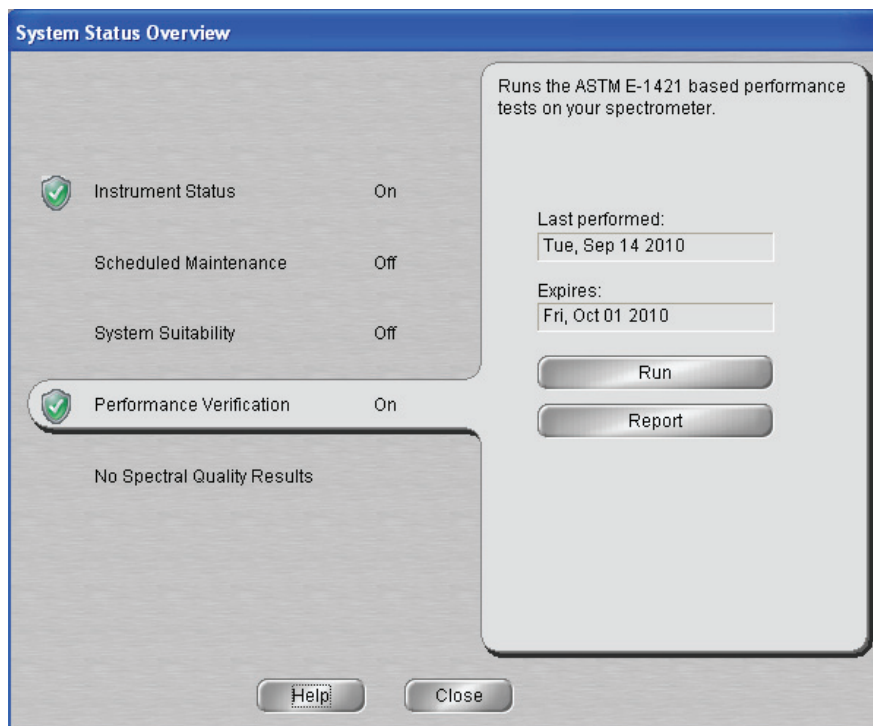 System Status Overview
Runs the ASTM E-1421 based performance
tests on your spectrometer.
Instrument Status On
Scheduled Maintenance Off
System Suitability Off
Performance Verification On
No Spectral Quality Results
Last performed:
Tue, Sep 14 2010
Expires:
Fri, Oct 01 2010
Run
Report
Help
Close